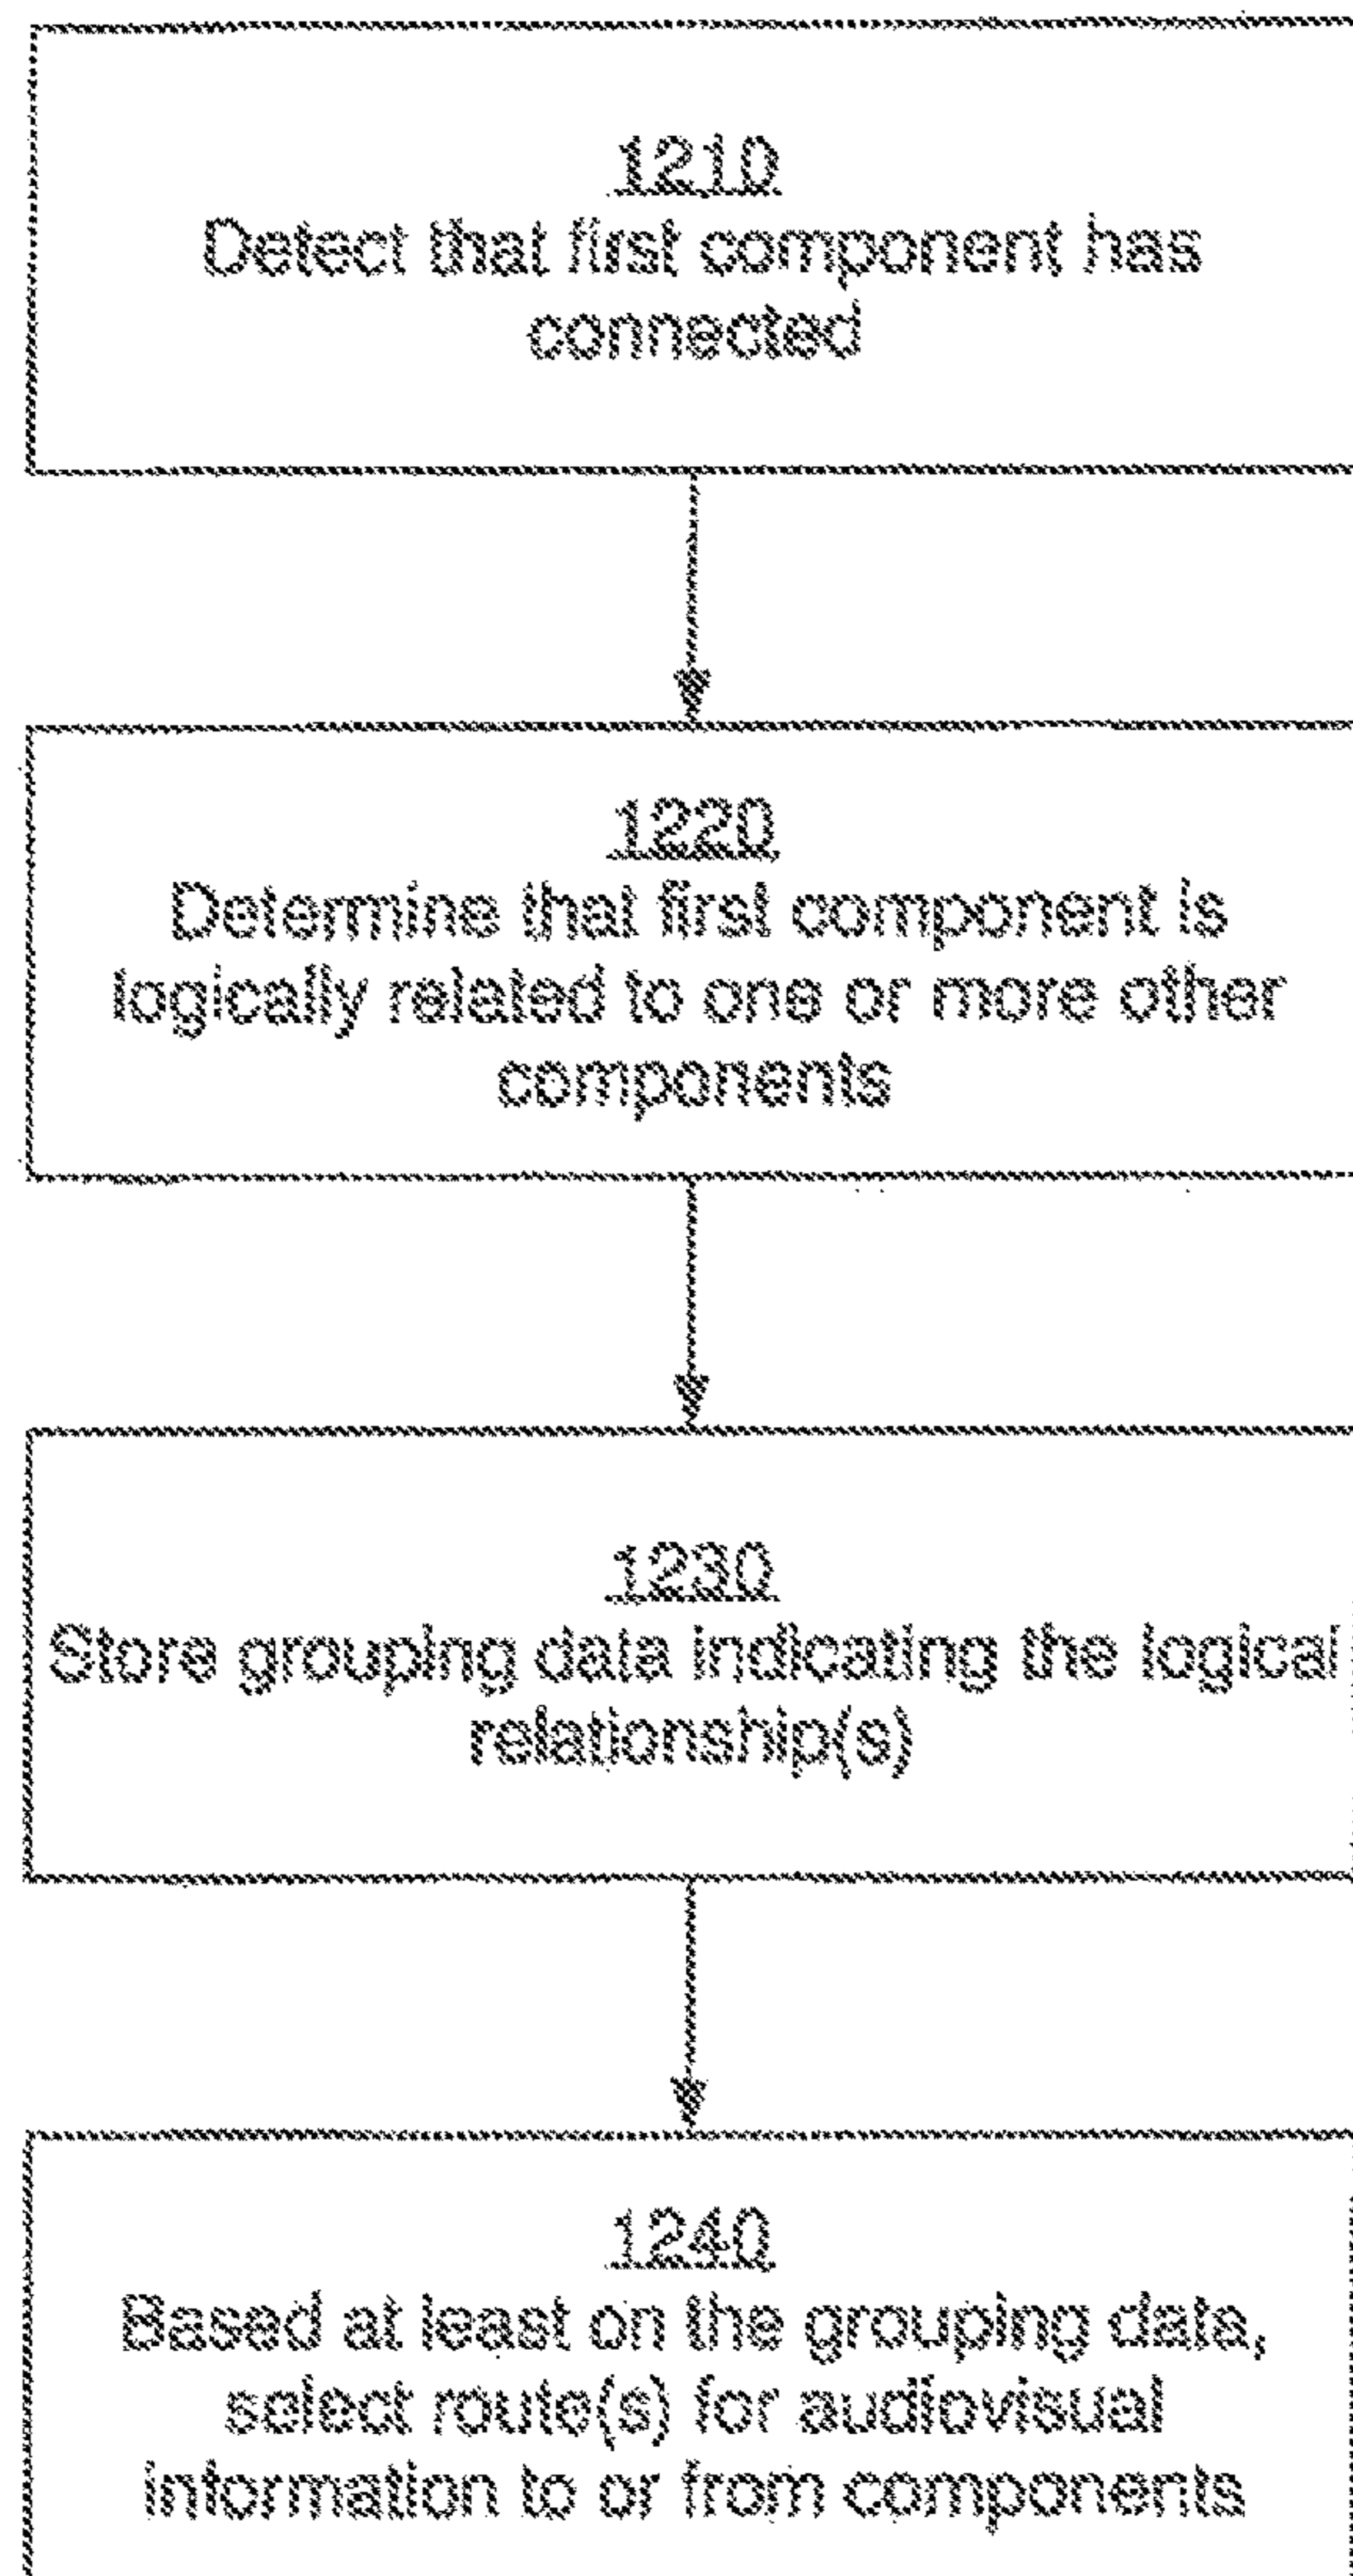 1210
Detect that first component has
connected
1220
Determine that first component is
logically related to one or more other
components
1230
Store grouping data indicating the logical
relationship(s)
1240
Based at least on the grouping data,
select route(s) for audiovisual
information to or from components